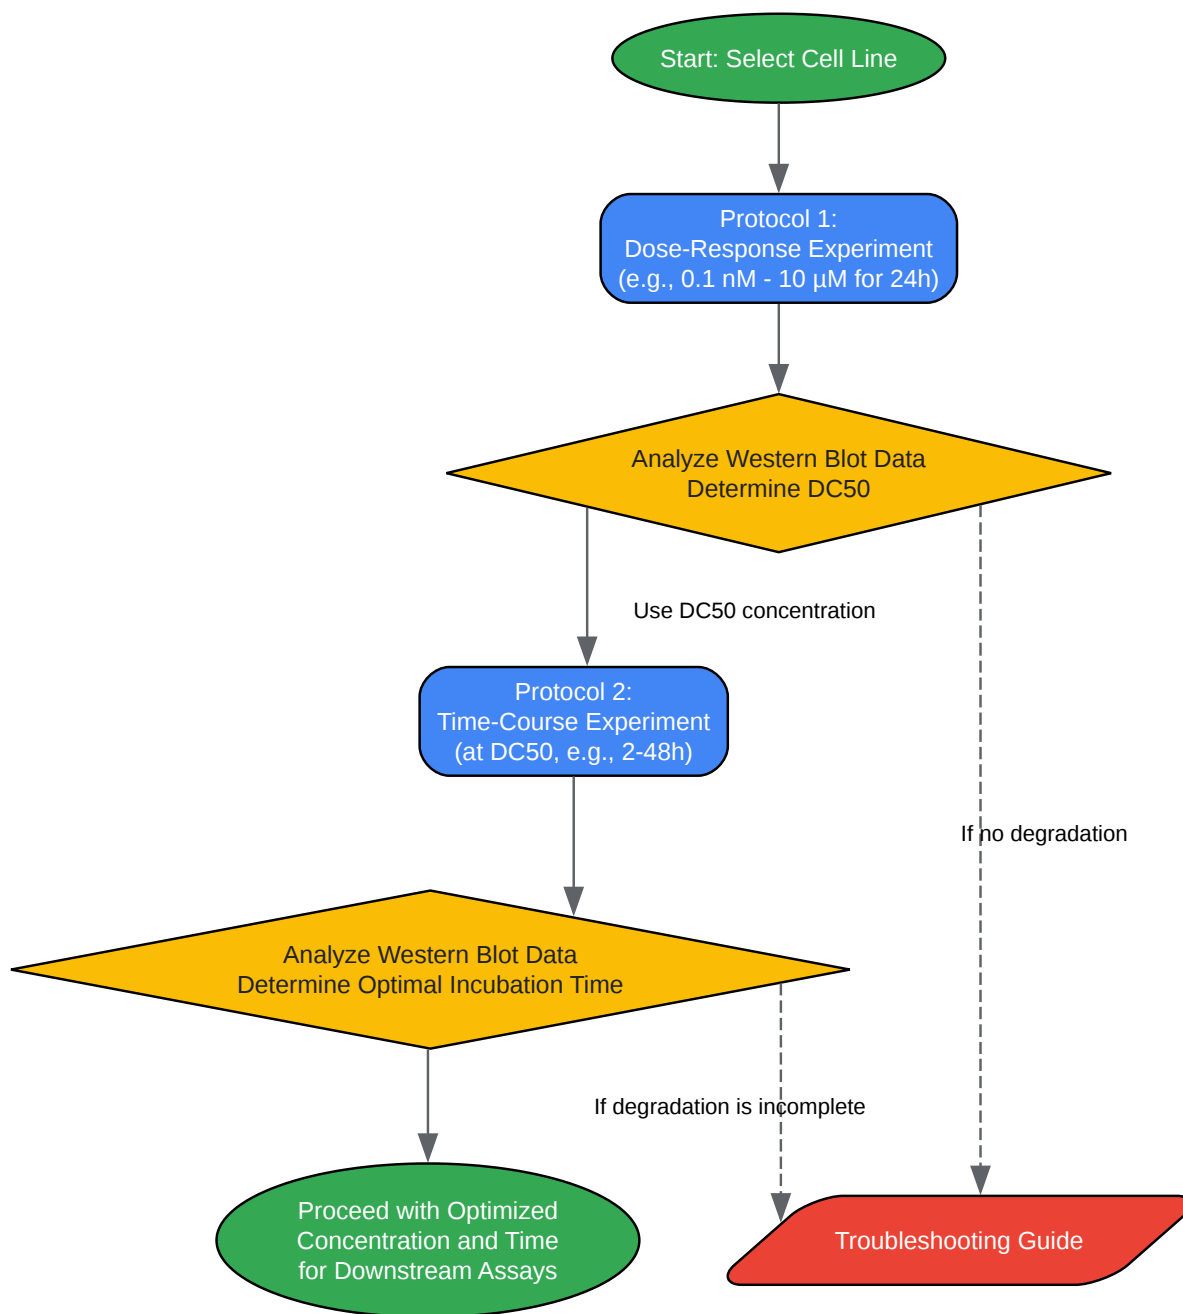 Start: Select Cell Line
Protocol 1:
Dose-Response Experiment
(e.g., 0.1 nM - 10 µM for 24h)
Analyze Western Blot Data
Determine DC50
Use DC50 concentration
Protocol 2:
Time-Course Experiment
(at DC50, e.g., 2-48h)
If no degradation
Analyze Western Blot Data
Determine Optimal Incubation Time
If degradation is incomplete
Proceed with Optimized
Concentration and Time
for Downstream Assays
Troubleshooting Guide